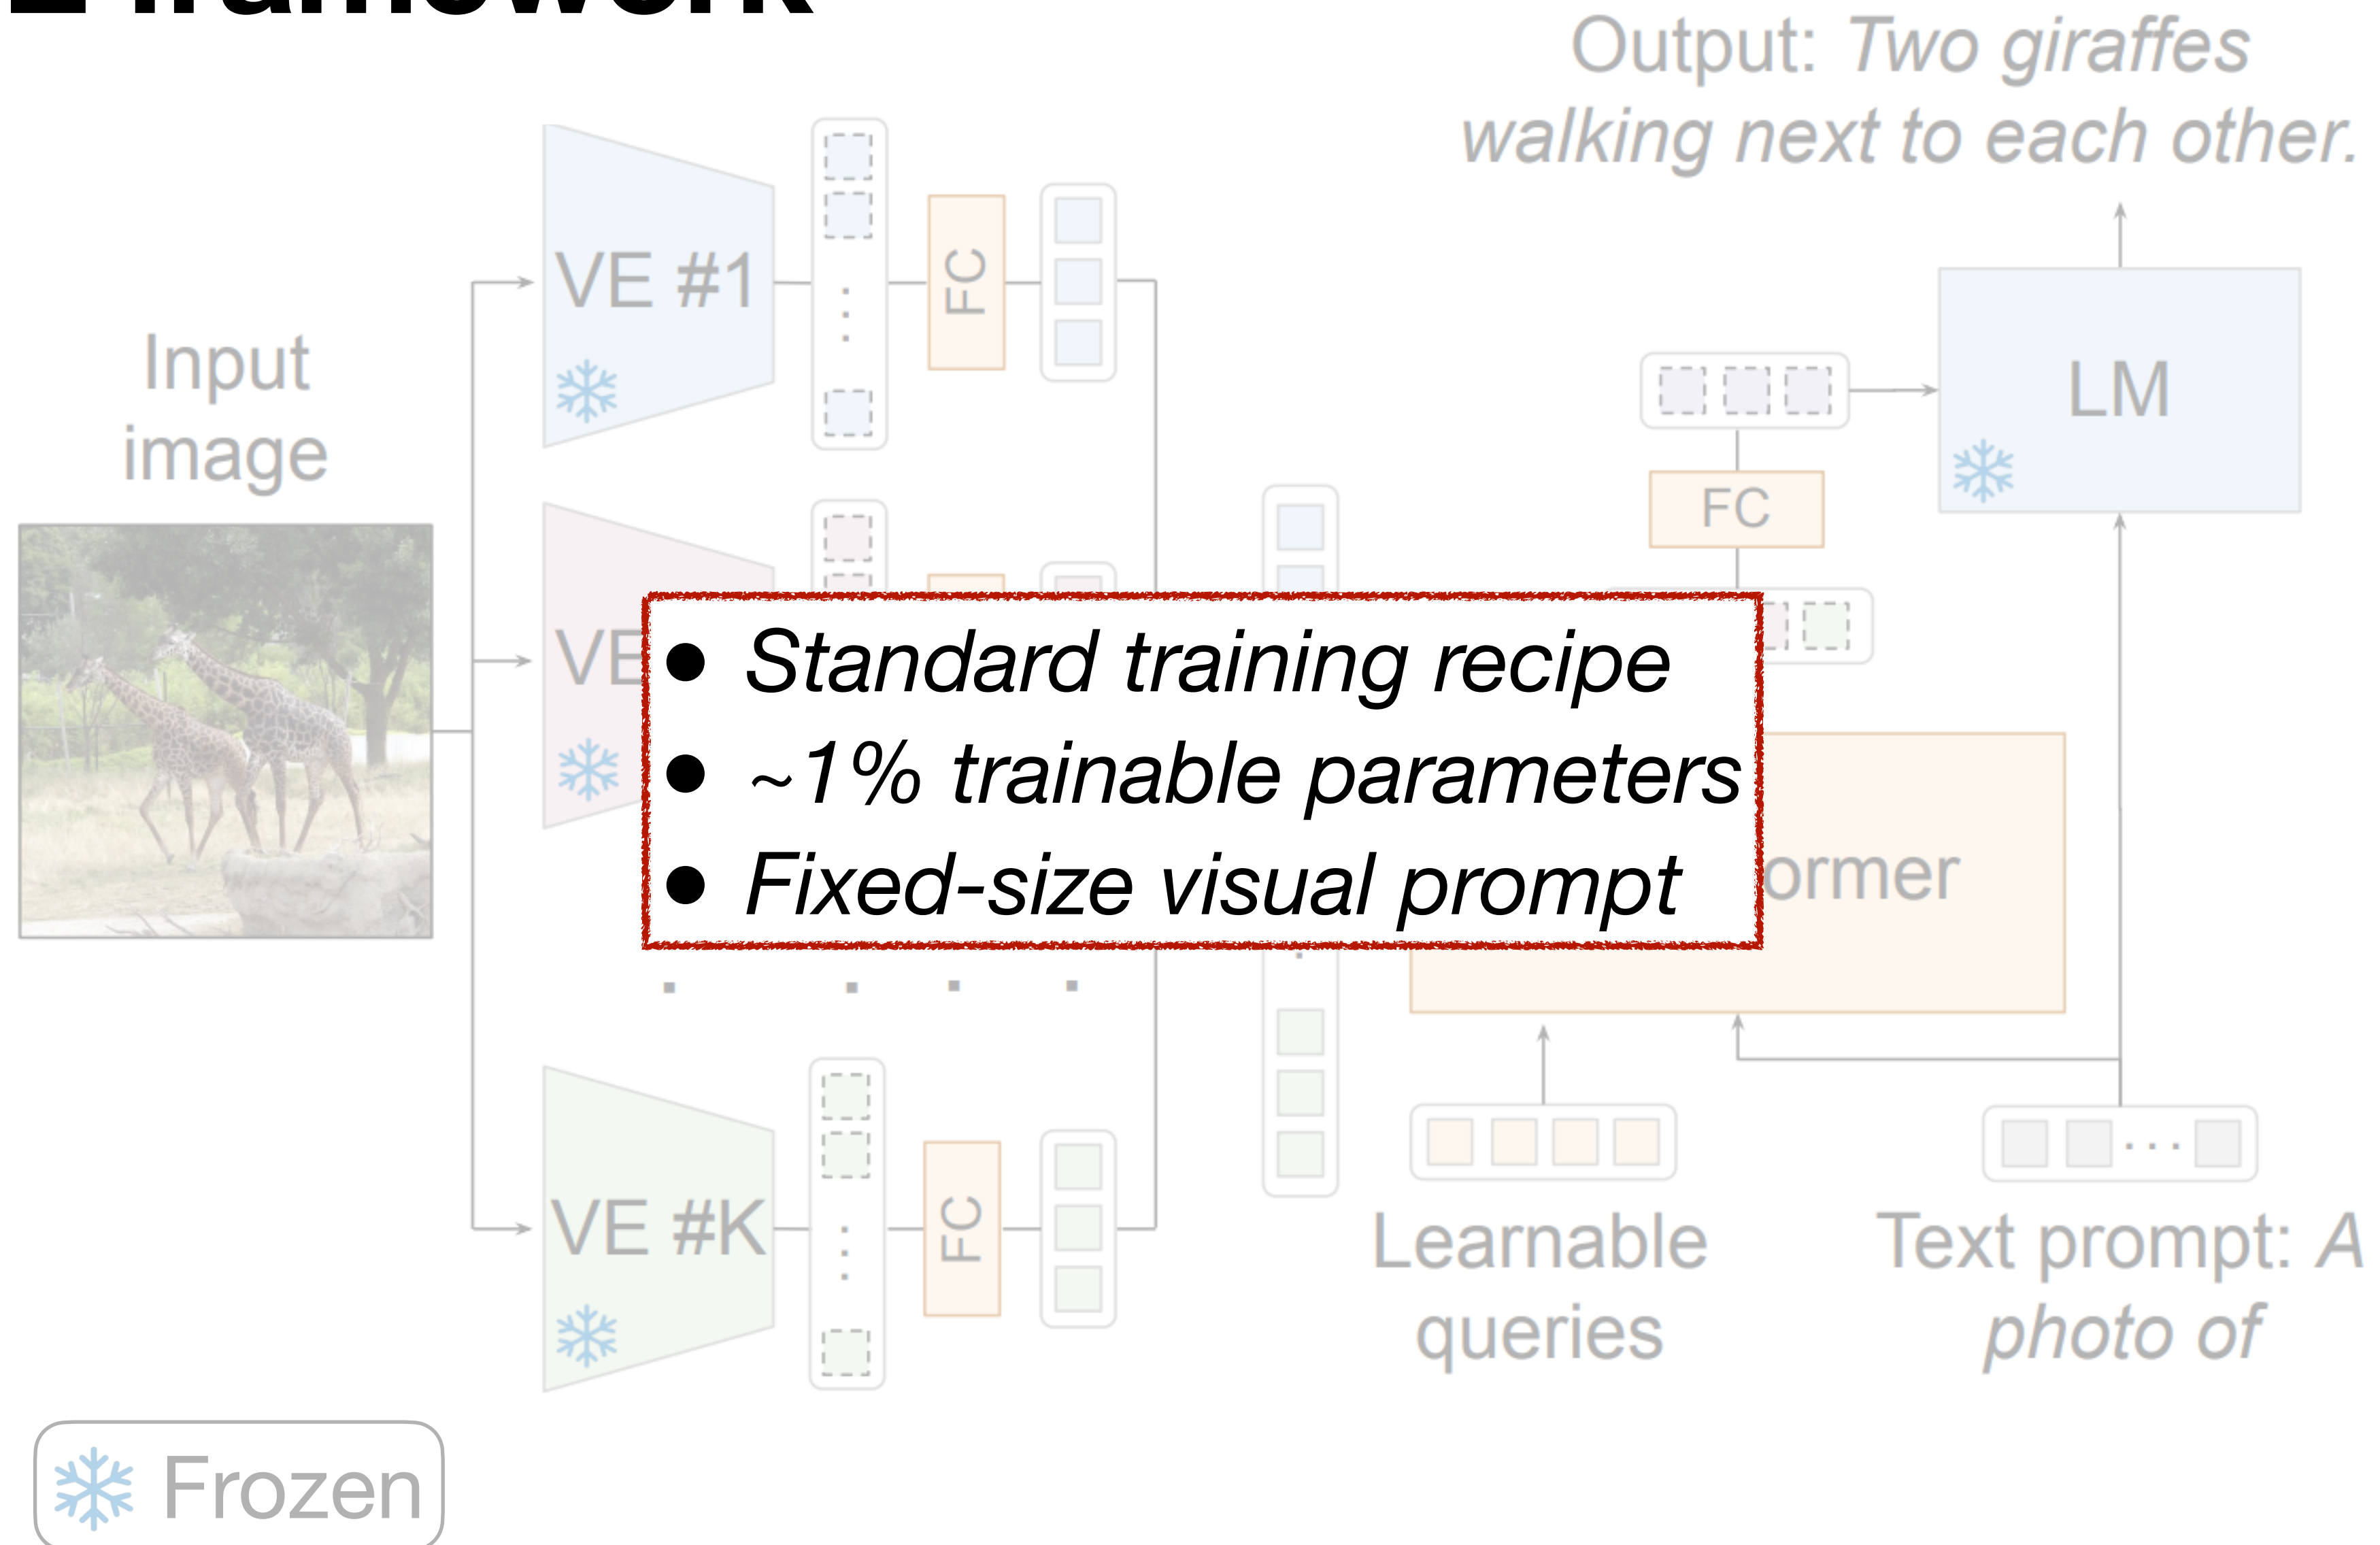 framework
Output: Two giraffes
walking next to each other.
VE #1
FC
Input
image
LM
FC
VE
• Standard training recipe
• ~1% trainable parameters
• Fixed-size visual prompt
ormer
VE #K
FC
Learnable
queries
Text prompt: A
photo of
Frozen